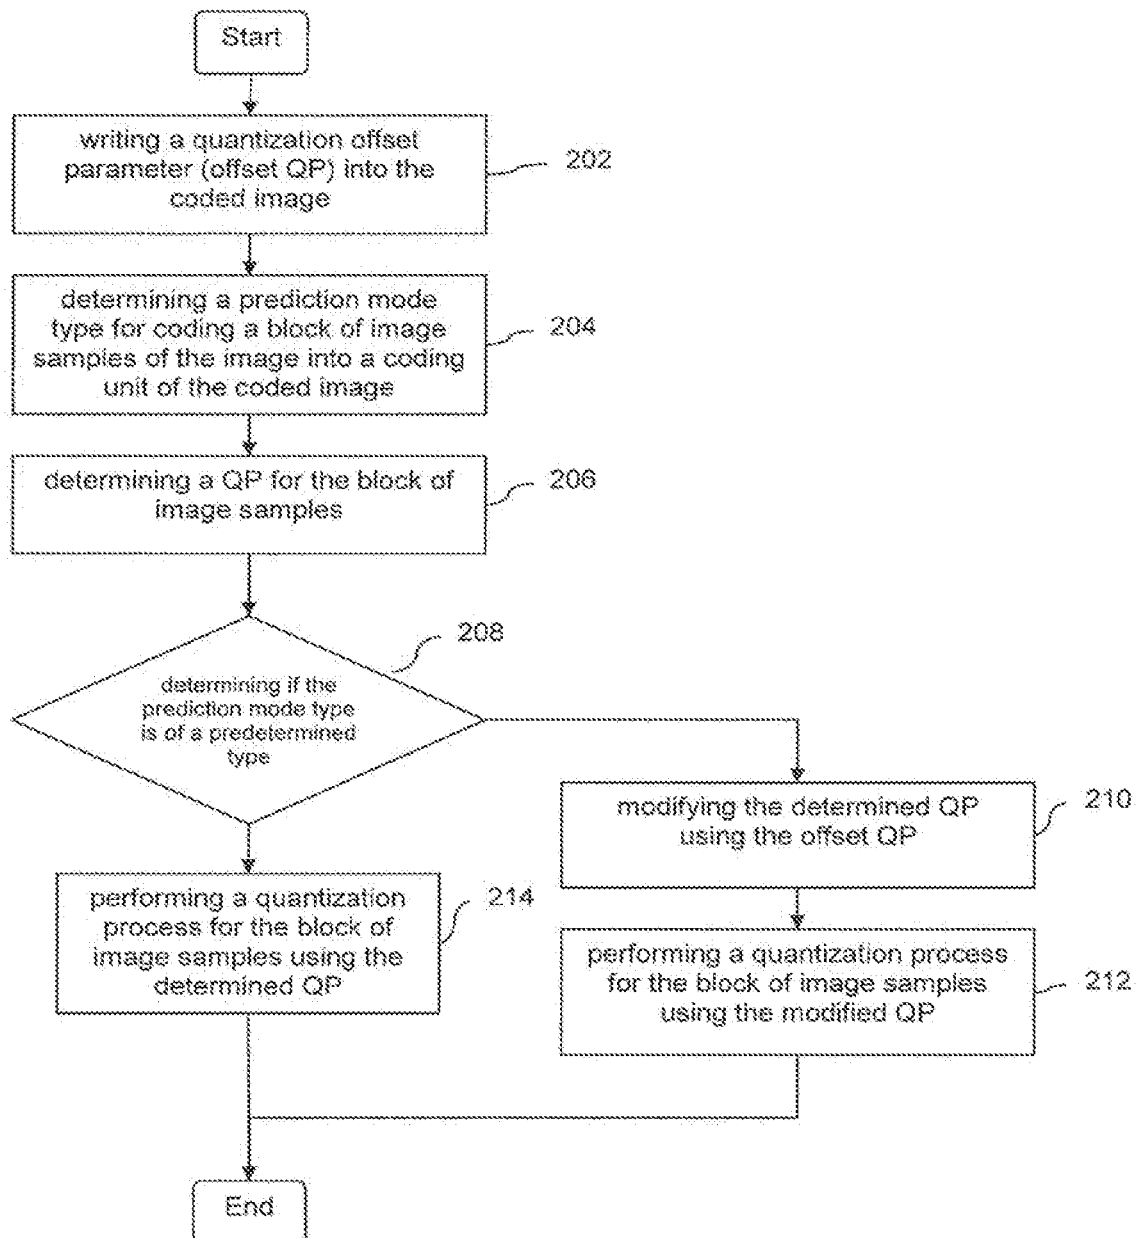 Start
writing a quantization offset
parameter (offset QP) into the
coded image
202
determining a prediction mode
type for coding a block of image
samples of the image into a coding
unit of the coded image
204
determining a QP for the block of
image samples
206
208
determining if the
prediction mode type
is of a predetermined
type
modifying the determined QP
using the offset QP
210
performing a quantization
process for the block of
image samples using the
determined QP
214
performing a quantization process
for the block of image samples
using the modified QP
212
End